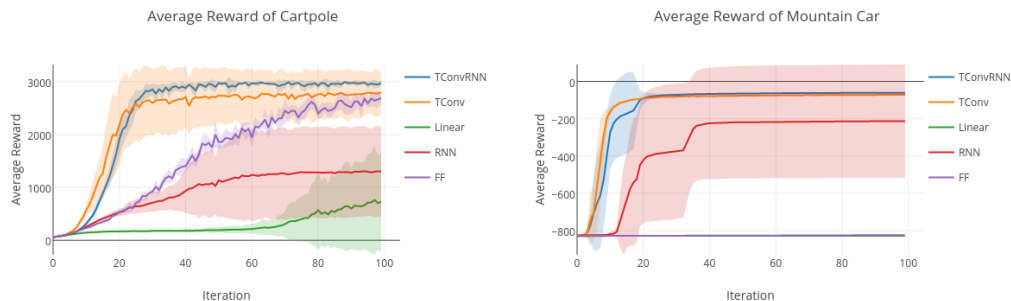 Average Reward of Cartpole
Average Reward
3000
2000
1000
0
0
20
40
60
80
100
Iteration
TConvRNN
TConv
Linear
RNN
FF
Average Reward of Mountain Car
Average Reward
0
−200
−400
−600
−800
0
20
40
60
80
100
Iteration
TConvRNN
TConv
Linear
RNN
FF